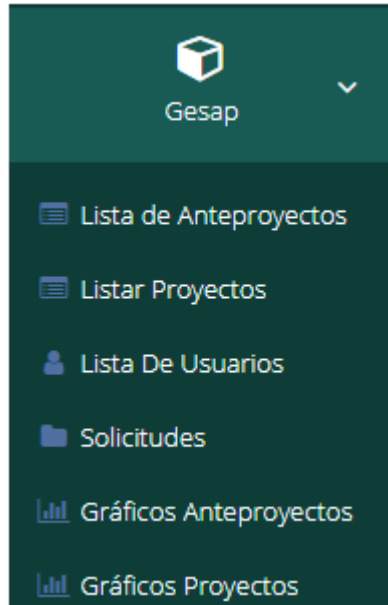 Gesap
Lista de Anteproyectos
Listar Proyectos
Lista De Usuarios
Solicitudes
Gráficos Anteproyectos
Gráficos Proyectos